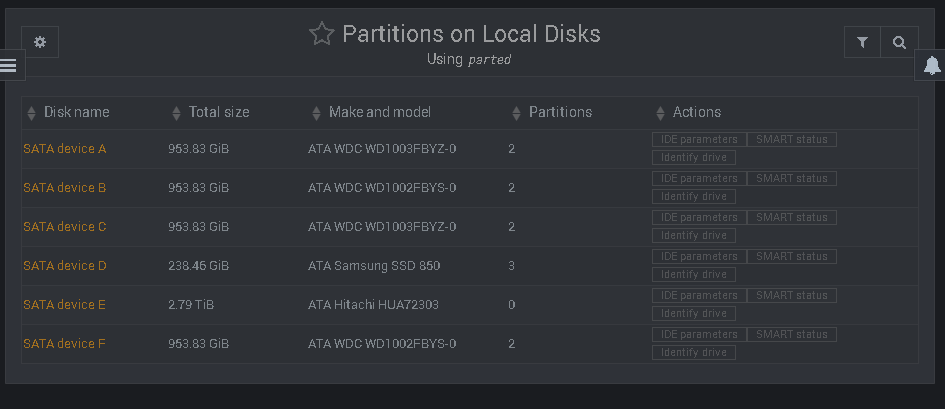 Partitions on Local Disks
Using parted
Disk name Total size Make and model Partitions Actions
SATA device A 953.83 GiB ATA WDC WD1003FBYZ-0 2 IDE parameters SMART status
Identify drive
SATA device B 953.83 GiB ATA WDC WD1002FBYS-0 2 IDE parameters SMART status
Identify drive
SATA device C 953.83 GiB ATA WDC WD1003FBYZ-0 2 IDE parameters SMART status
Identify drive
SATA device D 238.46 GiB ATA Samsung SSD 850 3 IDE parameters SMART status
Identify drive
SATA device E 2.79 TiB ATA Hitachi HUA72303 0 IDE parameters SMART status
Identify drive
SATA device F 953.83 GiB ATA WDC WD1002FBYS-0 2 IDE parameters SMART status
Identify drive